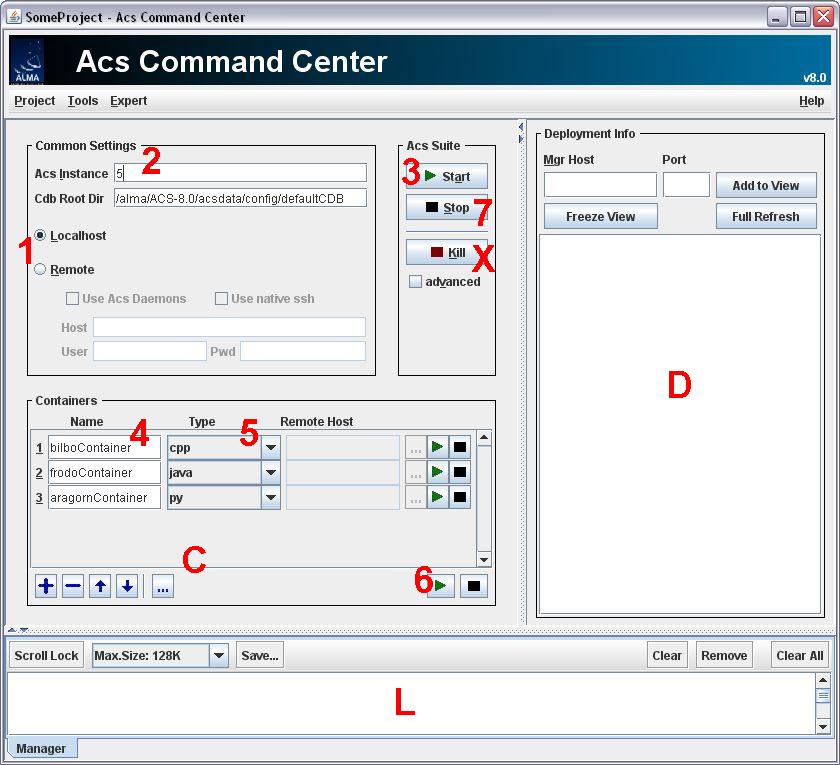 SomeProject - Acs Command Center
ALMA
Acs Command Center
v8.0
Project Tools Expert Help
Common Settings
2
Acs Instance 5
Cdb Root Dir /alma/ACS-8.0/acsdata/config/defaultCDB
1
Localhost
Remote
Use Acs Daemons Use native ssh
Host
User Pwd
Acs Suite
3 Start
Stop 7
Kill X
advanced
Deployment Info
Mgr Host Port
Add to View
Freeze View Full Refresh
D
Containers
Name Type Remote Host
4 5
1 bilboContainer cpp ...
2 frodoContainer java ...
3 aragornContainer py ...
C
... 6
Scroll Lock Max.Size: 128K Save... Clear Remove Clear All
L
Manager